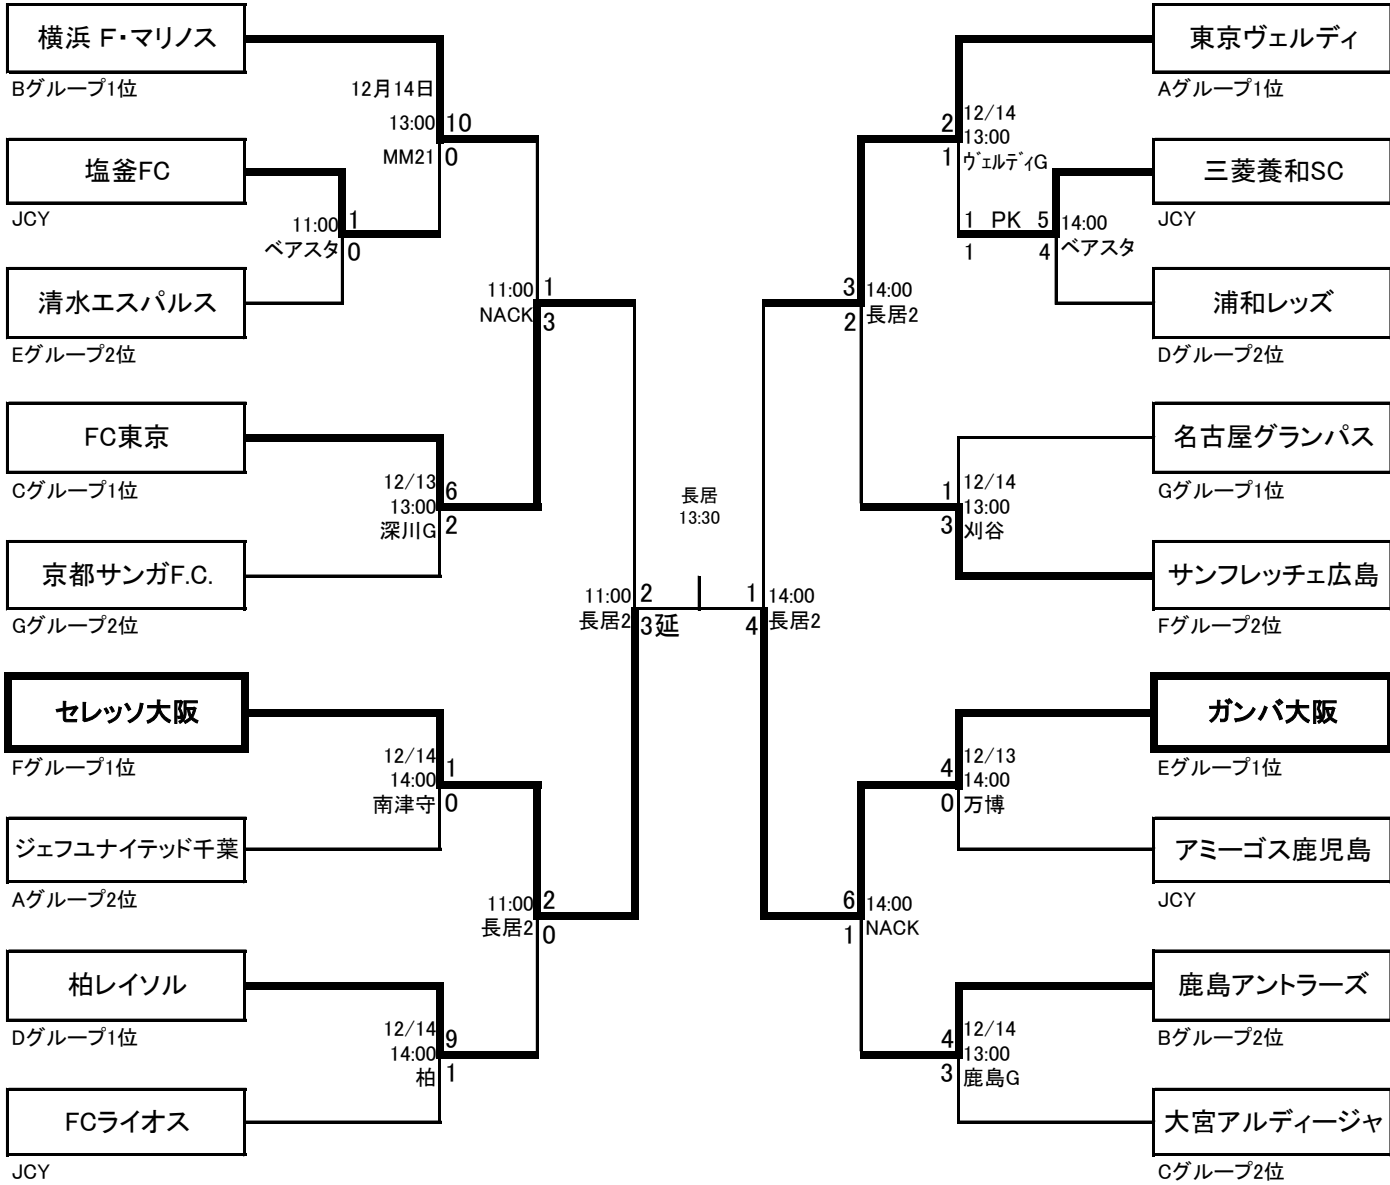 横浜 F・マリノス
Bグループ1位
12月14日
13:00 10
MM21 0
塩釜FC
JCY
11:00 1
ベアスタ 0
清水エスパルス
Eグループ2位
11:00 1
NACK 3
FC東京
Cグループ1位
12/13 6
13:00
深川G 2
京都サンガF.C.
Gグループ2位
11:00 2
長居2 3延
セレッソ大阪
Fグループ1位
12/14 1
14:00
南津守 0
ジェフユナイテッド千葉
Aグループ2位
11:00 2
長居2 0
柏レイソル
Dグループ1位
12/14 9
14:00
柏 1
FCライオス
JCY
長居
13:30
東京ヴェルディ
Aグループ1位
2 12/14
13:00
1 ヴェルディG
三菱養和SC
JCY
1 PK 5 14:00
1 4 ベアスタ
浦和レッズ
Dグループ2位
3 14:00
2 長居2
名古屋グランパス
Gグループ1位
1 12/14
13:00
3 刈谷
サンフレッチェ広島
Fグループ2位
1 14:00
4 長居2
ガンバ大阪
Eグループ1位
4 12/13
14:00
0 万博
アミーゴス鹿児島
JCY
6 14:00
1 NACK
鹿島アントラーズ
Bグループ2位
4 12/14
13:00
3 鹿島G
大宮アルディージャ
Cグループ2位